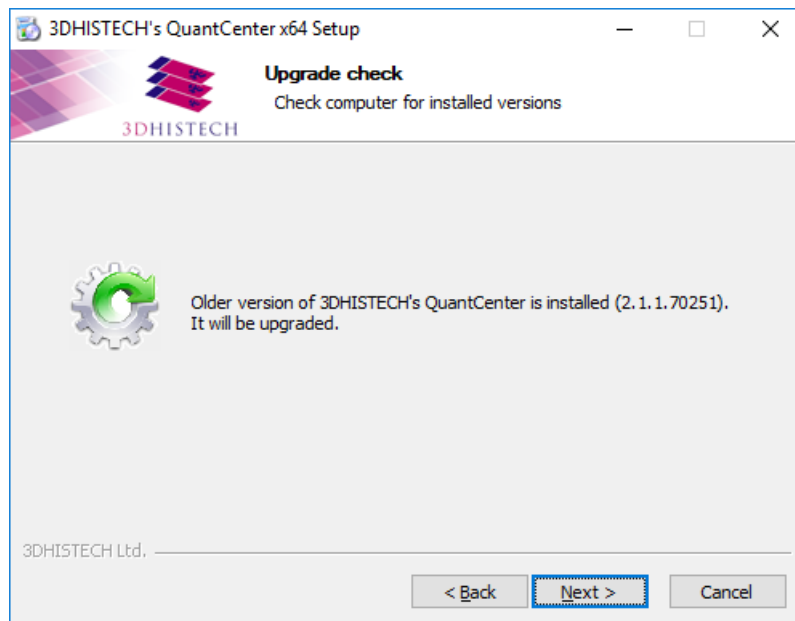 3DHISTECH's QuantCenter x64 Setup
Upgrade check
Check computer for installed versions
3DHISTECH
Older version of 3DHISTECH's QuantCenter is installed (2.1.1.70251).
It will be upgraded.
3DHISTECH Ltd.
< Back Next > Cancel